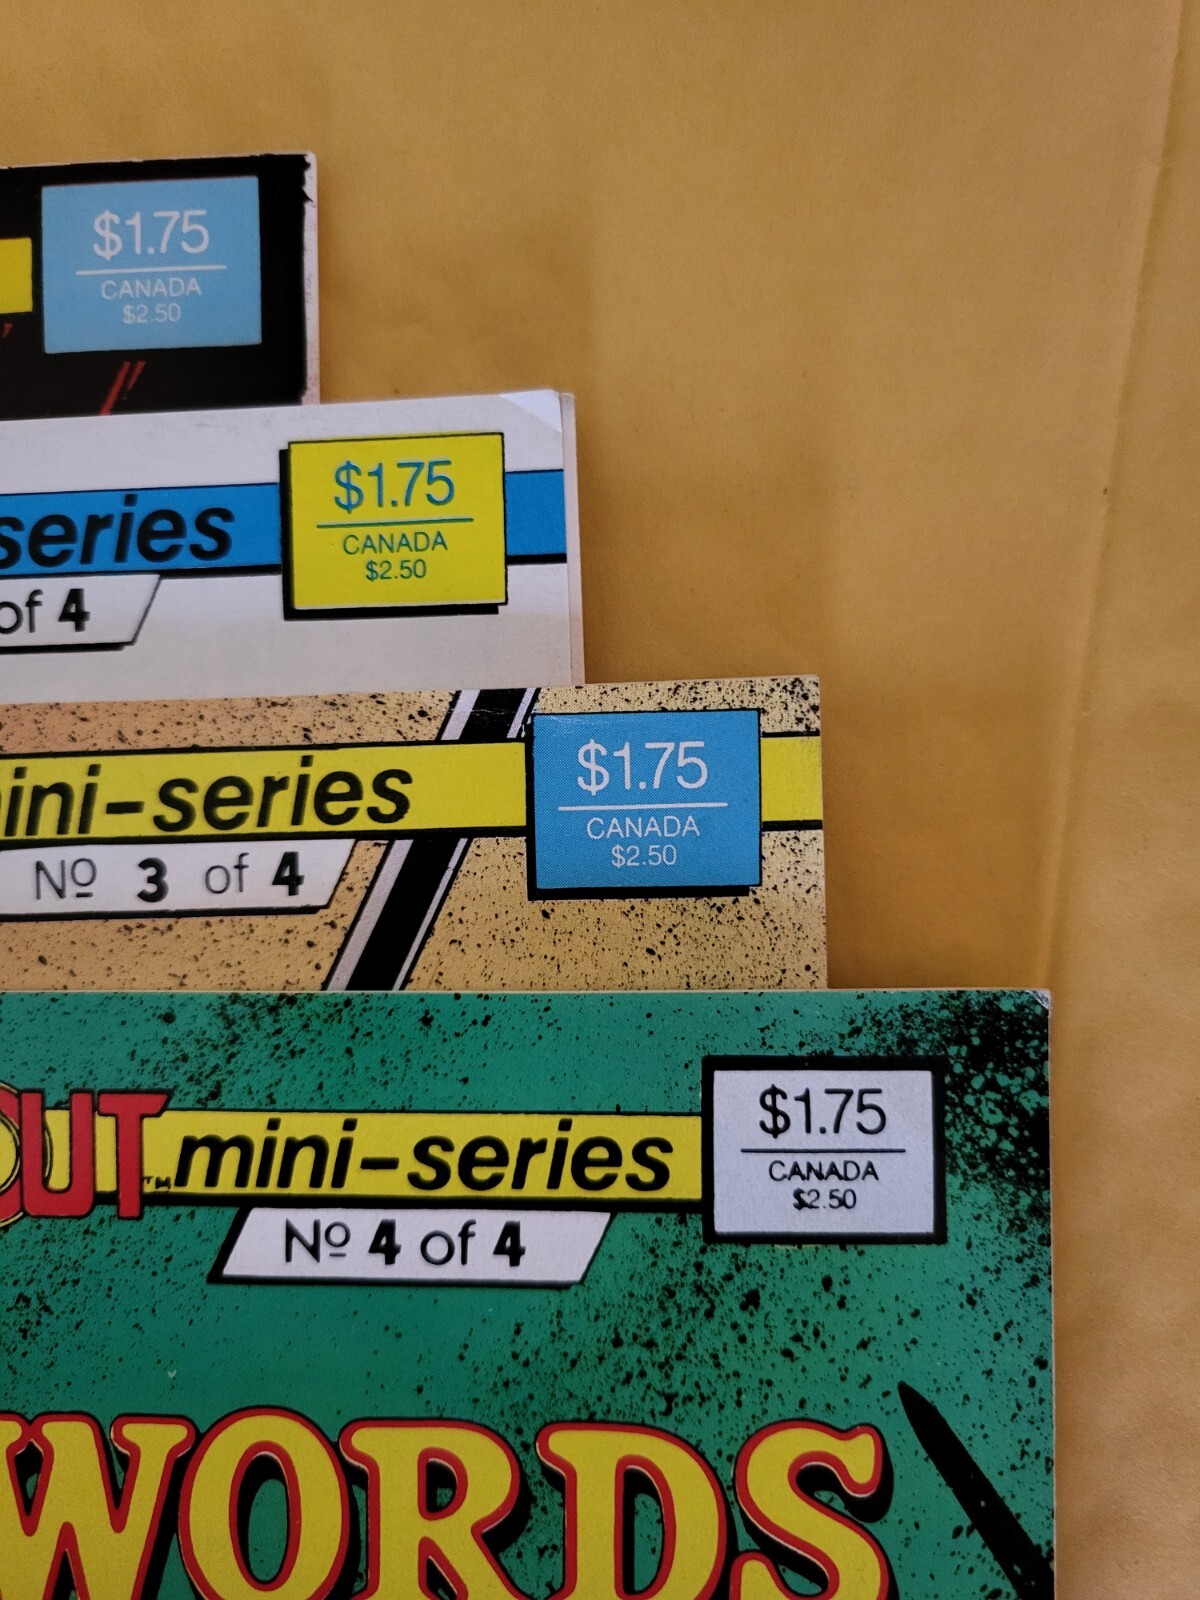 $1.75
CANADA
$2.50
series
of 4
$1.75
CANADA
$2.50
ini-series
Nº 3 of 4
$1.75
CANADA
$2.50
OUT™ mini-series
Nº 4 of 4
$1.75
CANADA
$2.50
WORDS